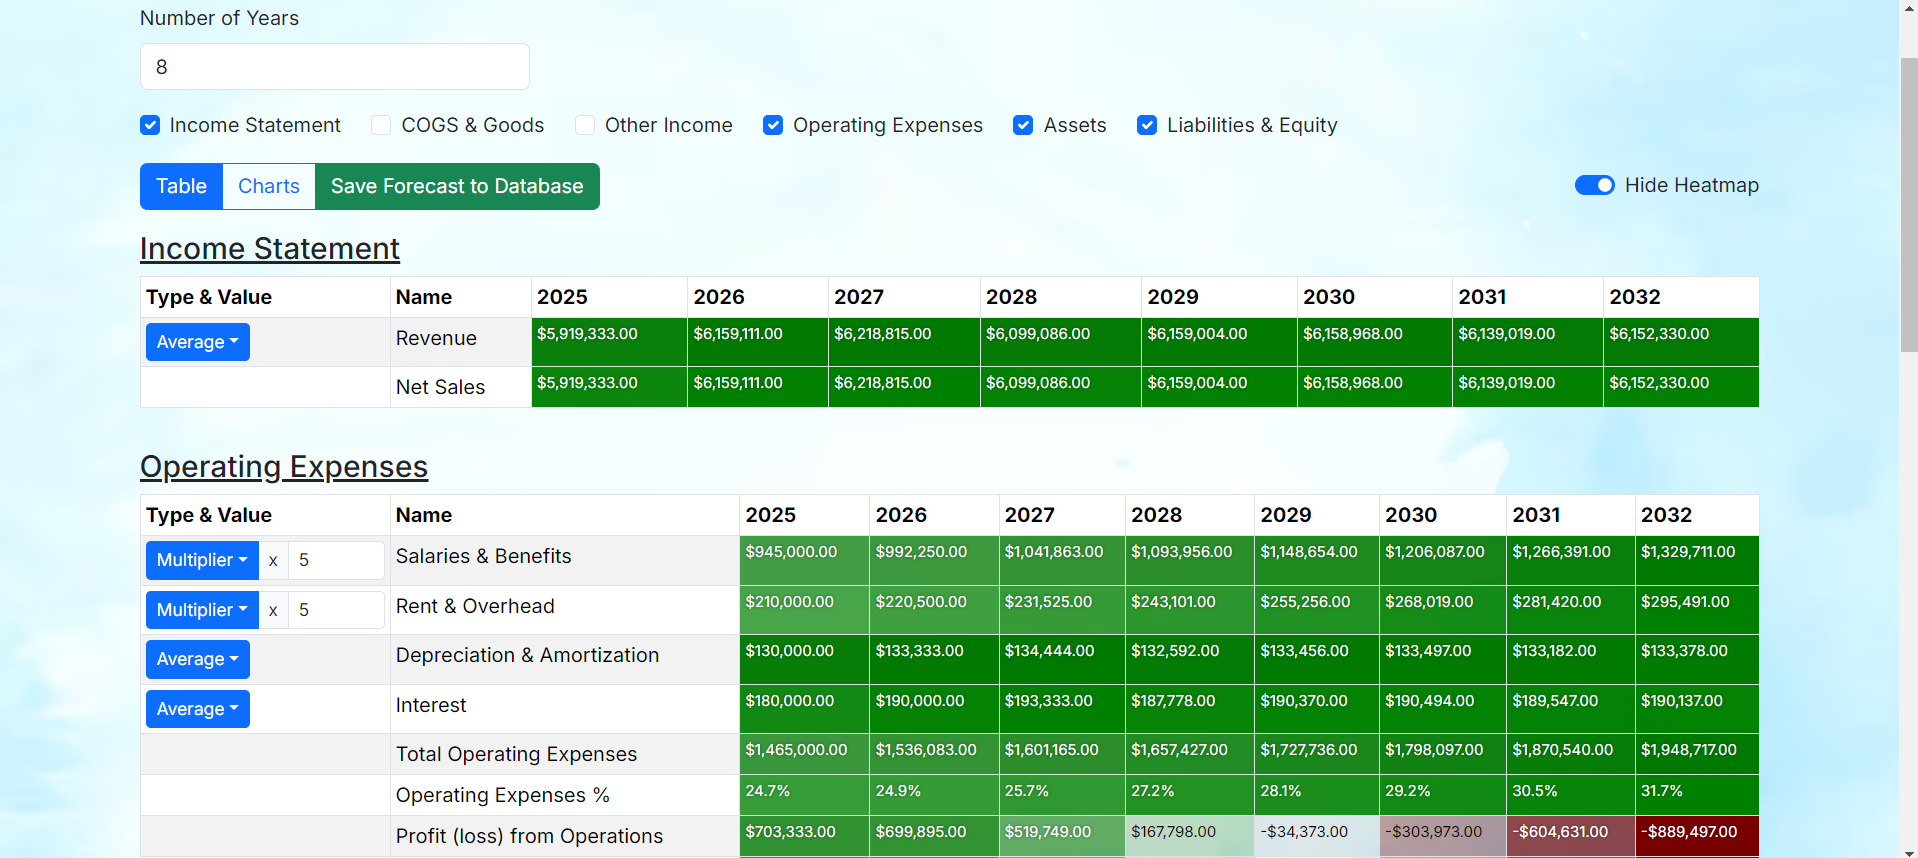 Number of Years
8
Income Statement COGS & Goods Other Income Operating Expenses Assets Liabilities & Equity
Table Charts Save Forecast to Database Hide Heatmap
Income Statement
Type & Value Name 2025 2026 2027 2028 2029 2030 2031 2032
Average Revenue $5,919,333.00 $6,159,111.00 $6,218,815.00 $6,099,086.00 $6,159,004.00 $6,158,968.00 $6,139,019.00 $6,152,330.00
Net Sales $5,919,333.00 $6,159,111.00 $6,218,815.00 $6,099,086.00 $6,159,004.00 $6,158,968.00 $6,139,019.00 $6,152,330.00
Operating Expenses
Type & Value Name 2025 2026 2027 2028 2029 2030 2031 2032
Multiplier x 5 Salaries & Benefits $945,000.00 $992,250.00 $1,041,863.00 $1,093,956.00 $1,148,654.00 $1,206,087.00 $1,266,391.00 $1,329,711.00
Multiplier x 5 Rent & Overhead $210,000.00 $220,500.00 $231,525.00 $243,101.00 $255,256.00 $268,019.00 $281,420.00 $295,491.00
Average Depreciation & Amortization $130,000.00 $133,333.00 $134,444.00 $132,592.00 $133,456.00 $133,497.00 $133,182.00 $133,378.00
Average Interest $180,000.00 $190,000.00 $193,333.00 $187,778.00 $190,370.00 $190,494.00 $189,547.00 $190,137.00
Total Operating Expenses $1,465,000.00 $1,536,083.00 $1,601,165.00 $1,657,427.00 $1,727,736.00 $1,798,097.00 $1,870,540.00 $1,948,717.00
Operating Expenses % 24.7% 24.9% 25.7% 27.2% 28.1% 29.2% 30.5% 31.7%
Profit (loss) from Operations $703,333.00 $699,895.00 $519,749.00 $167,798.00 -$34,373.00 -$303,973.00 -$604,631.00 -$889,497.00